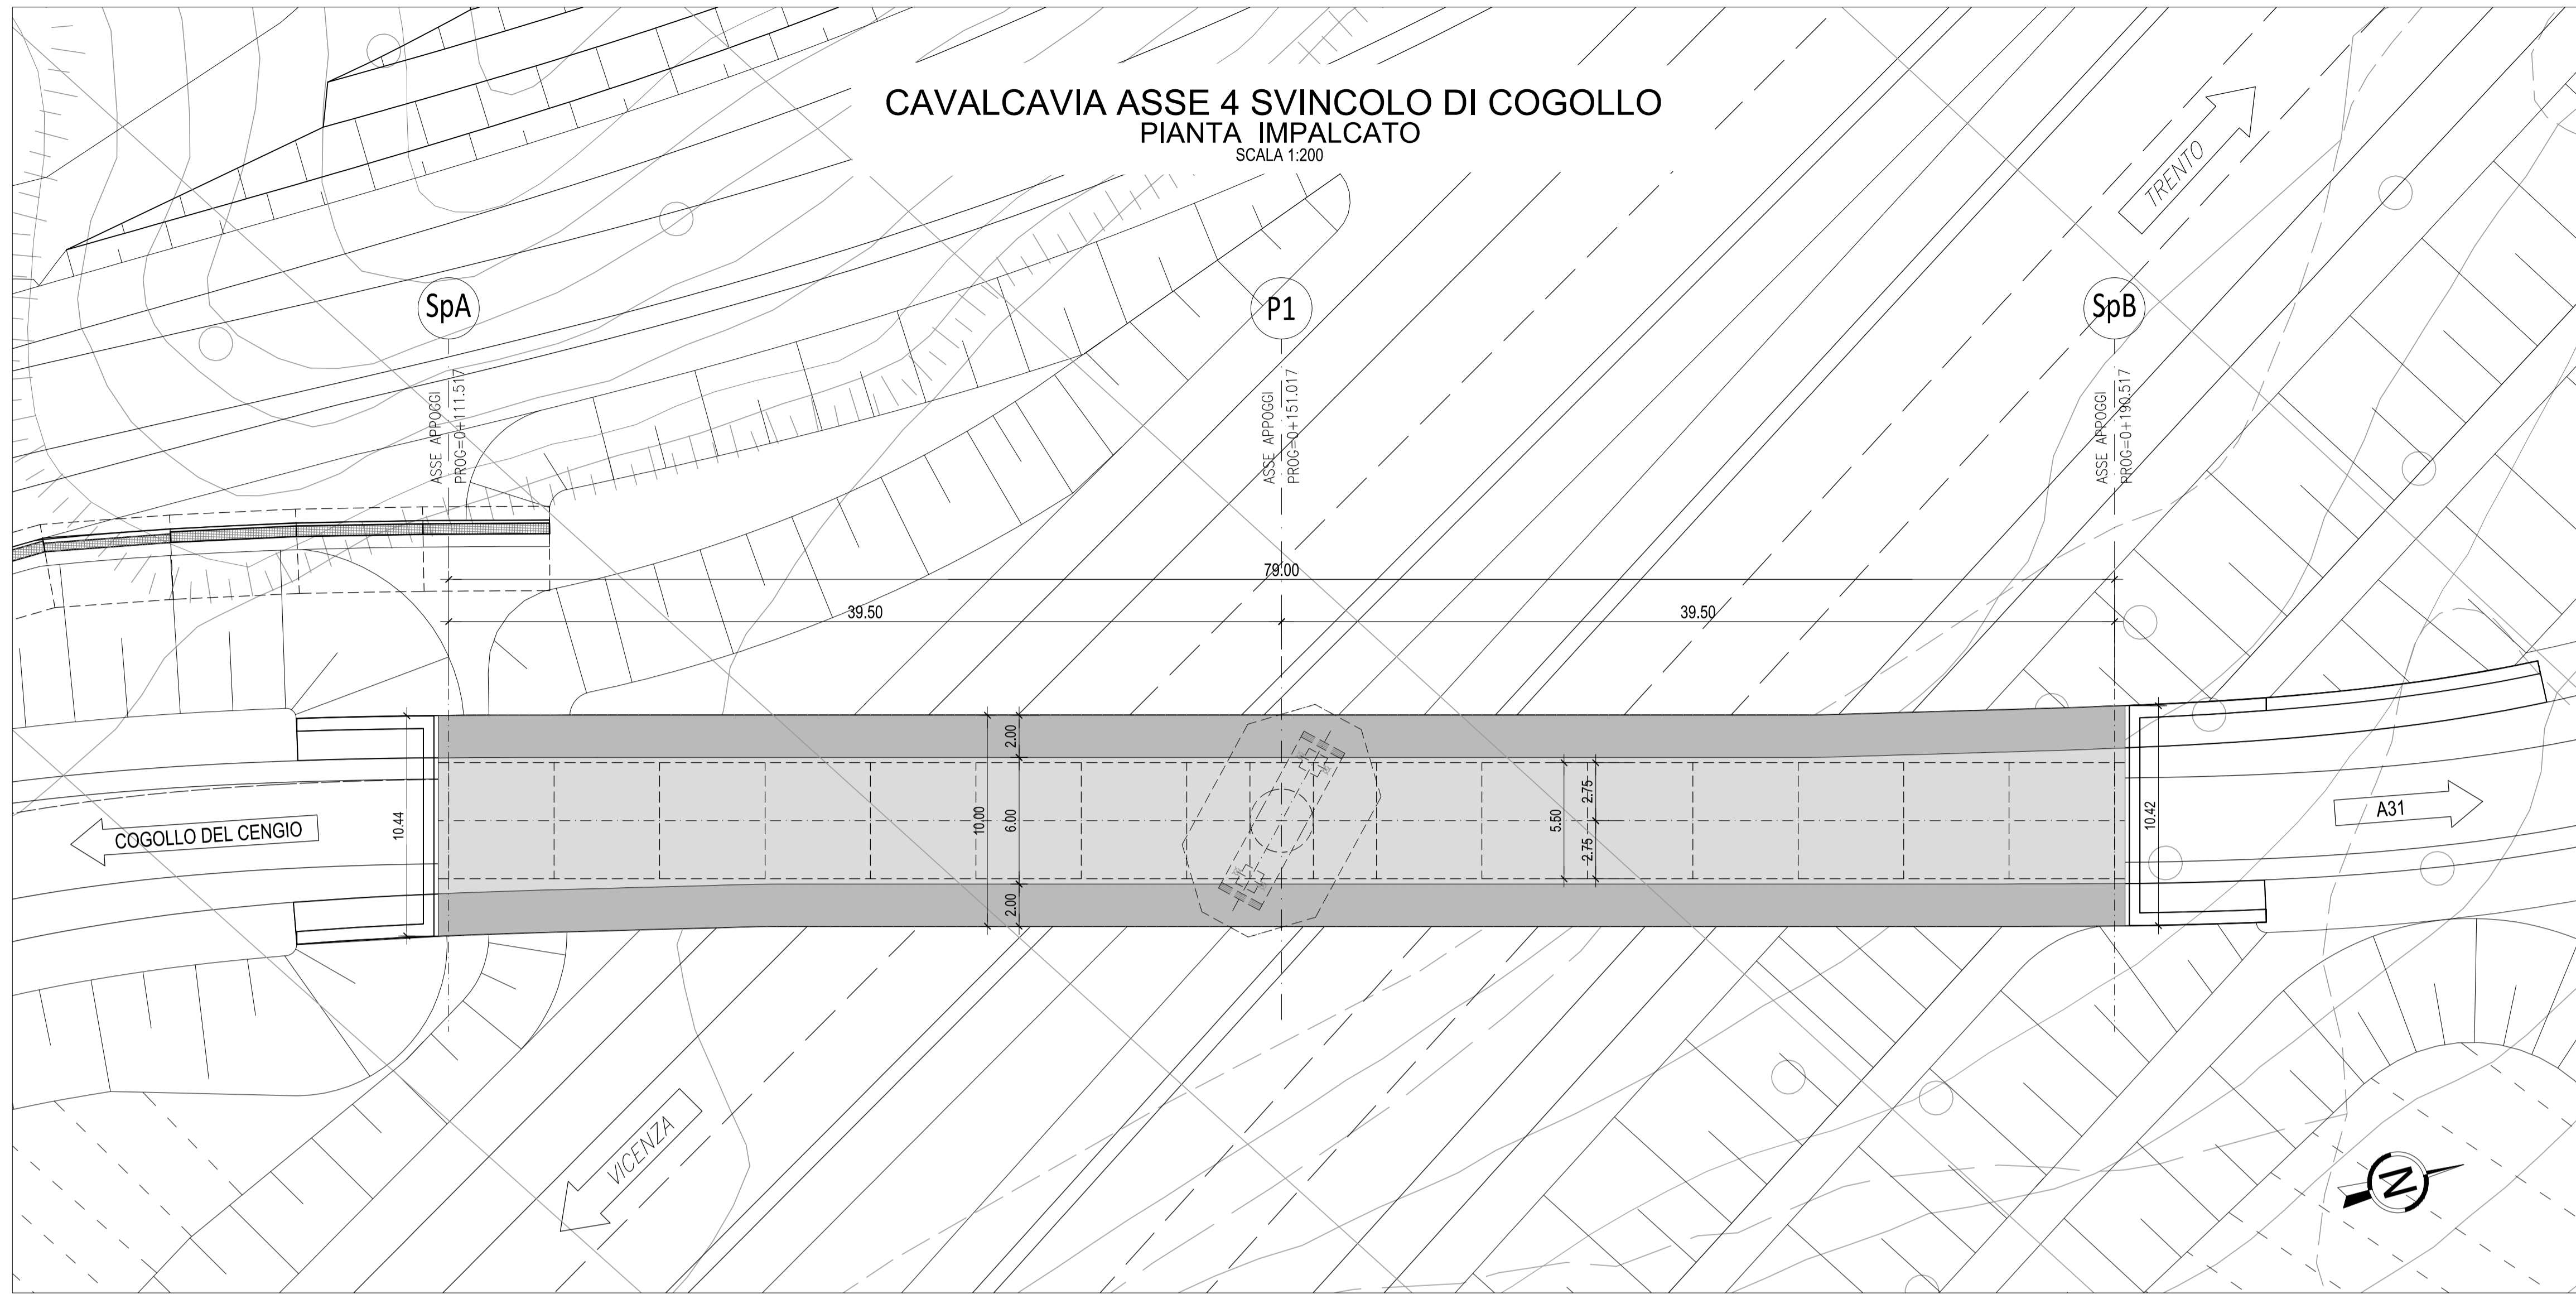 CAVALCAVIA ASSE 4 SVINCOLO DI COGOLLO
PIANTA IMPALCATO
SCALA 1:200
TRENTO
SpA
P1
SpB
ASSE APPOGGI
PROG=0+111.517
ASSE APPOGGI
PROG=0+151.017
ASSE APPOGGI
PROG=0+190.517
79.00
39.50
39.50
2.00
10.44
10.00
6.00
2.00
5.50
2.75
2.75
10.42
COGOLLO DEL CENGIO
A31
VICENZA
N